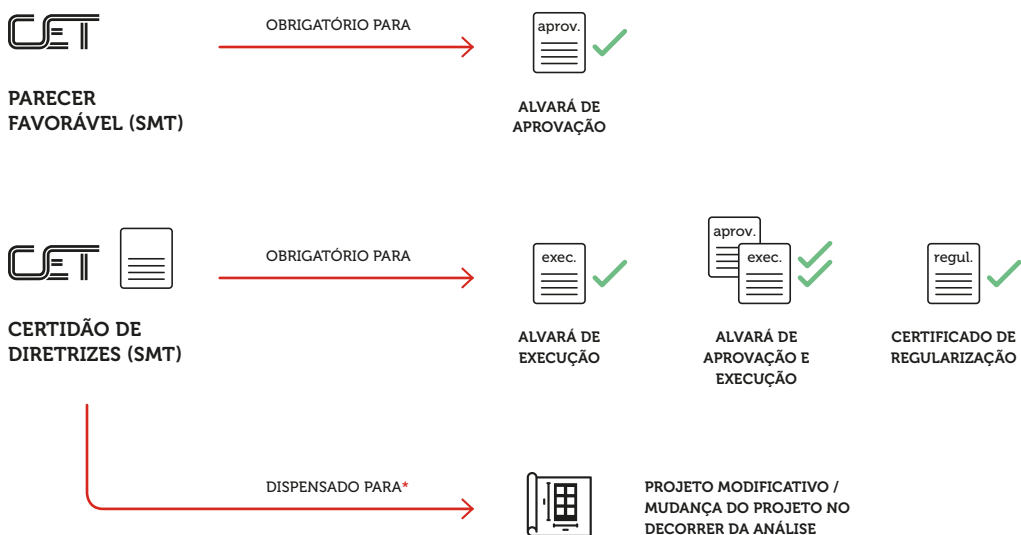 CET
OBRIGATÓRIO PARA
aprov.
PARECER
FAVORÁVEL (SMT)
ALVARÁ DE
APROVAÇÃO
CET
OBRIGATÓRIO PARA
exec.
aprov.
exec.
regul.
CERTIDÃO DE
DIRETRIZES (SMT)
ALVARÁ DE
EXECUÇÃO
ALVARÁ DE
APROVAÇÃO E
EXECUÇÃO
CERTIFICADO DE
REGULARIZAÇÃO
DISPENSADO PARA*
PROJETO MODIFICATIVO /
MUDANÇA DO PROJETO NO
DECORRER DA ANÁLISE